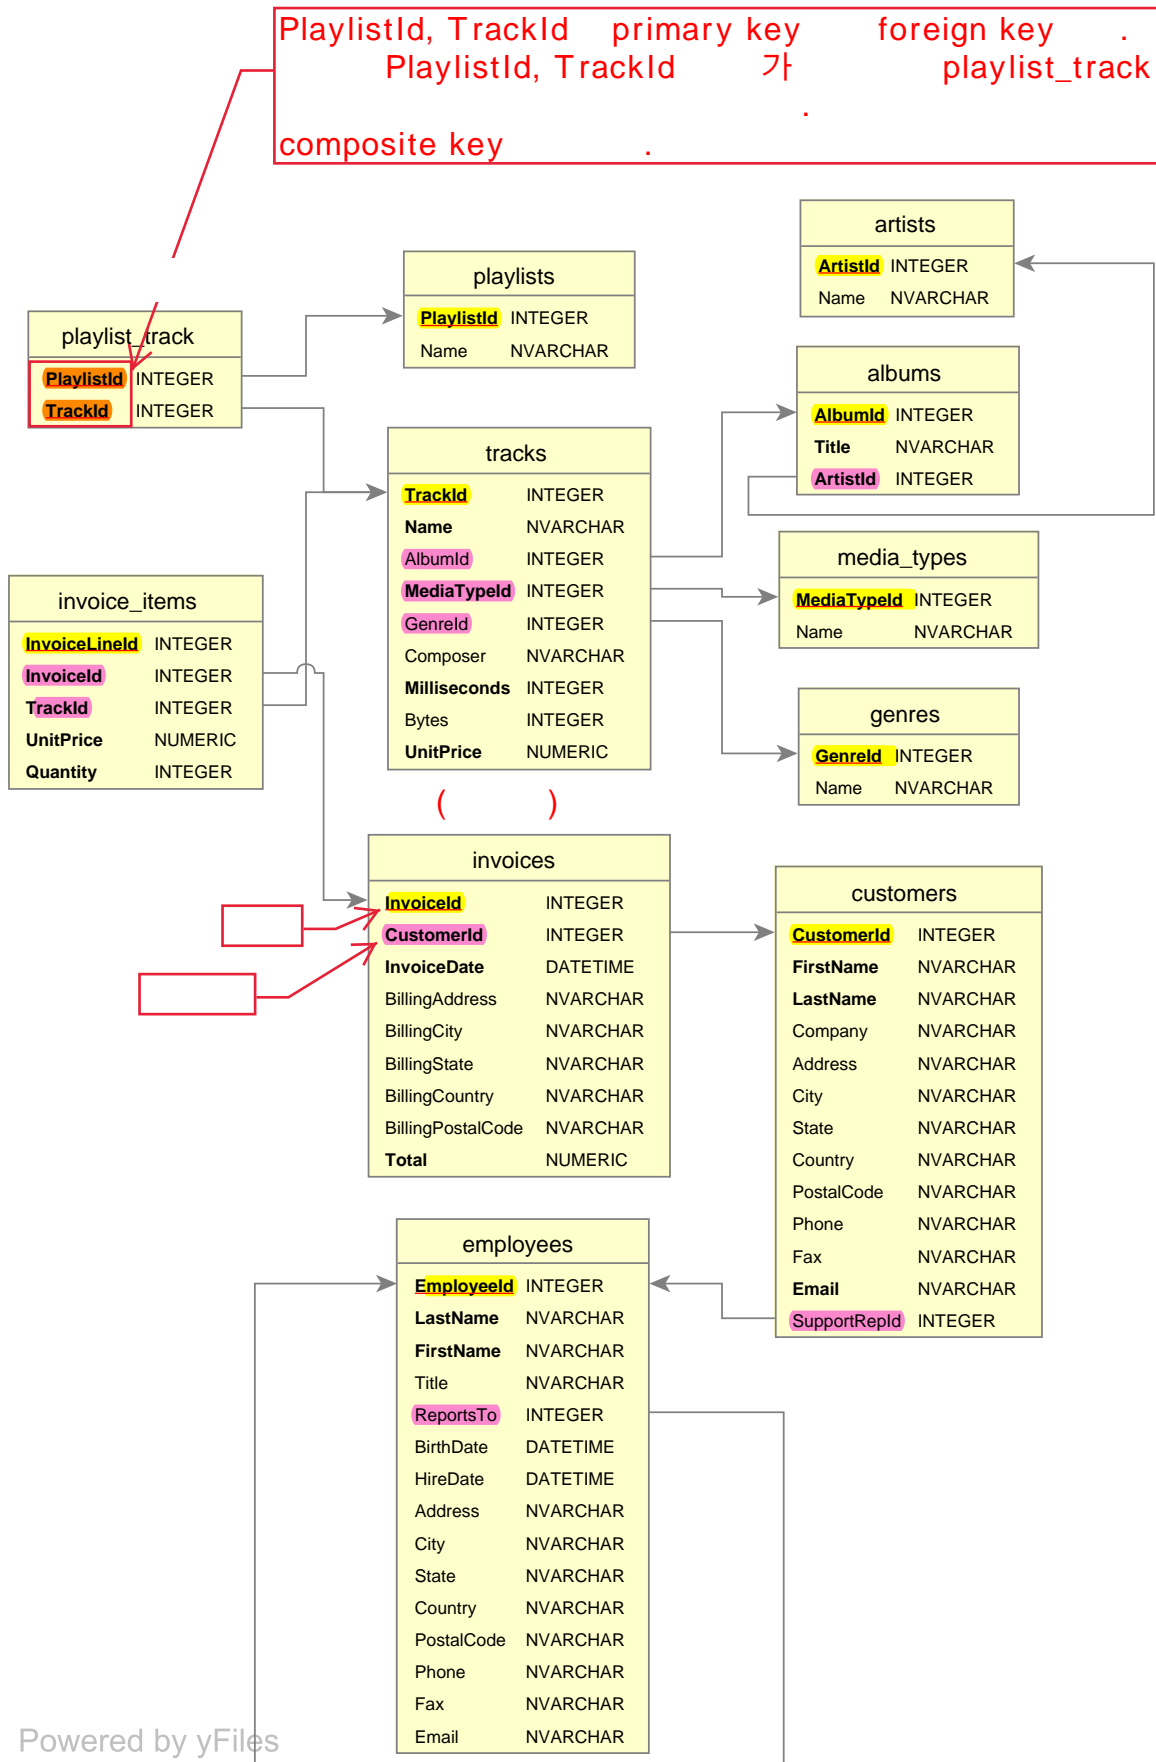 PlaylistId, TrackId primary key foreign key .
PlaylistId, TrackId 가 playlist_track
.
composite key .
artists
ArtistId INTEGER
Name NVARCHAR
playlists
PlaylistId INTEGER
Name NVARCHAR
playlist_track
PlaylistId INTEGER
TrackId INTEGER
albums
AlbumId INTEGER
Title NVARCHAR
ArtistId INTEGER
tracks
TrackId INTEGER
Name NVARCHAR
AlbumId INTEGER
MediaTypeId INTEGER
GenreId INTEGER
Composer NVARCHAR
Milliseconds INTEGER
Bytes INTEGER
UnitPrice NUMERIC
media_types
MediaTypeId INTEGER
Name NVARCHAR
invoice_items
InvoiceLineId INTEGER
InvoiceId INTEGER
TrackId INTEGER
UnitPrice NUMERIC
Quantity INTEGER
genres
GenreId INTEGER
Name NVARCHAR
( )
invoices
InvoiceId INTEGER
CustomerId INTEGER
InvoiceDate DATETIME
BillingAddress NVARCHAR
BillingCity NVARCHAR
BillingState NVARCHAR
BillingCountry NVARCHAR
BillingPostalCode NVARCHAR
Total NUMERIC
customers
CustomerId INTEGER
FirstName NVARCHAR
LastName NVARCHAR
Company NVARCHAR
Address NVARCHAR
City NVARCHAR
State NVARCHAR
Country NVARCHAR
PostalCode NVARCHAR
Phone NVARCHAR
Fax NVARCHAR
Email NVARCHAR
SupportRepId INTEGER
employees
EmployeeId INTEGER
LastName NVARCHAR
FirstName NVARCHAR
Title NVARCHAR
ReportsTo INTEGER
BirthDate DATETIME
HireDate DATETIME
Address NVARCHAR
City NVARCHAR
State NVARCHAR
Country NVARCHAR
PostalCode NVARCHAR
Phone NVARCHAR
Fax NVARCHAR
Email NVARCHAR
Powered by yFiles